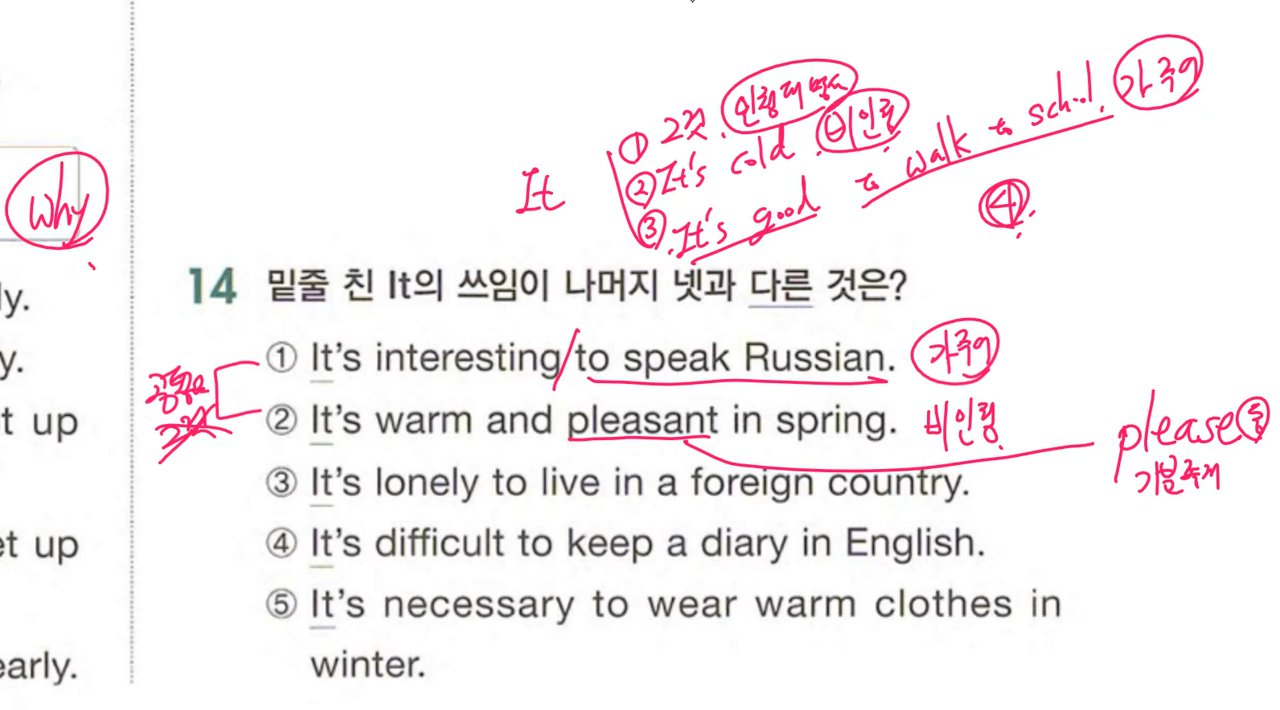 It
① 그것. 인칭대명사
② It's cold 비인칭
③ It's good to walk to school. 가주어
④
why
14 밑줄 친 It의 쓰임이 나머지 넷과 다른 것은?
① It's interesting/to speak Russian. 가주어
② It's warm and pleasant in spring. 비인칭
please
③ It's lonely to live in a foreign country.
④ It's difficult to keep a diary in English.
⑤ It's necessary to wear warm clothes in
winter.
ly.
y.
t up
et up
early.